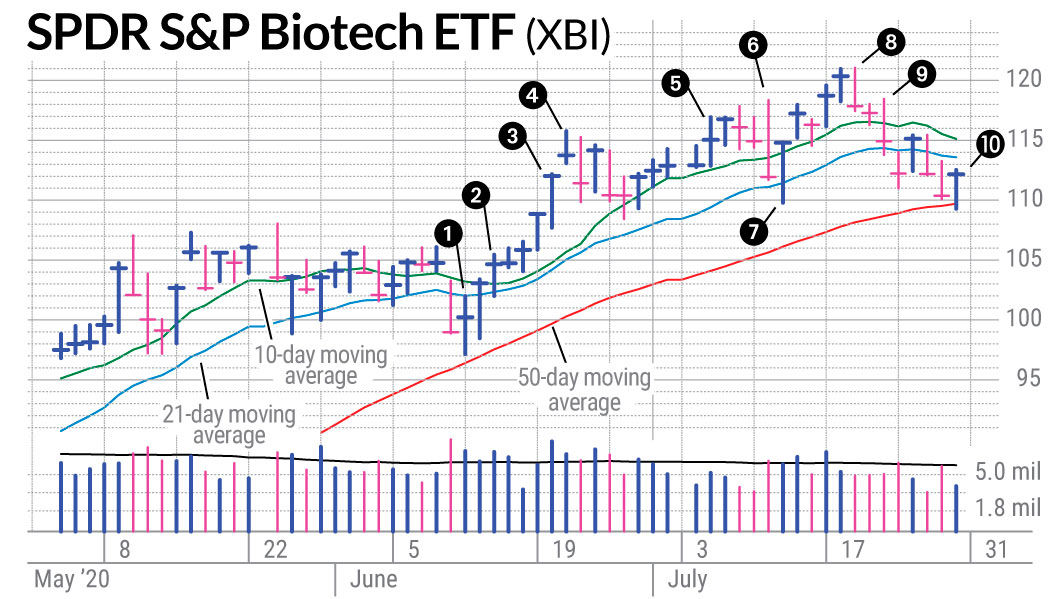 SPDR S&P Biotech ETF (XBI)
6
8
120
9
5
4
115
3
10
110
2
7
1
105
100
10-day moving
average
50-day moving
average
95
21-day moving
average
5.0 mil
1.8 mil
8
22
5
19
3
17
31
May ’20
June
July